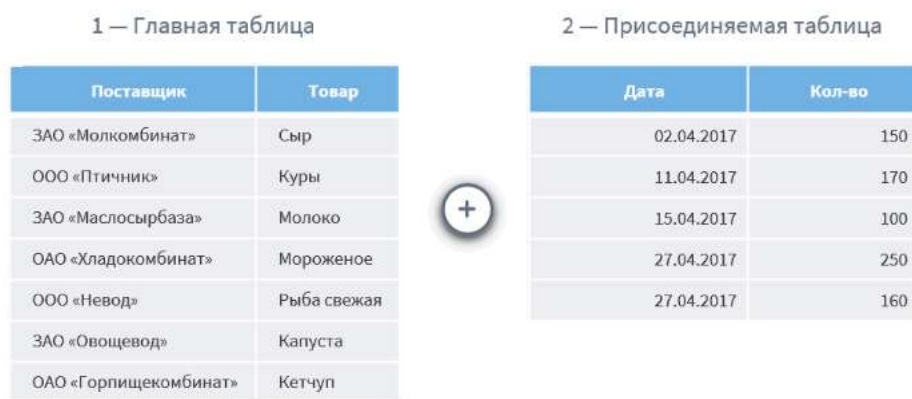 1 — Главная таблица
2 — Присоединяемая таблица
Поставщик Товар
ЗАО «Молкомбинат» Сыр
ООО «Птичник» Куры
ЗАО «Маслосырбаза» Молоко
ОАО «Хладокомбинат» Мороженое
ООО «Невод» Рыба свежая
ЗАО «Овощевод» Капуста
ОАО «Горпищекомбинат» Кетчуп
+
Дата Кол-во
02.04.2017 150
11.04.2017 170
15.04.2017 100
27.04.2017 250
27.04.2017 160